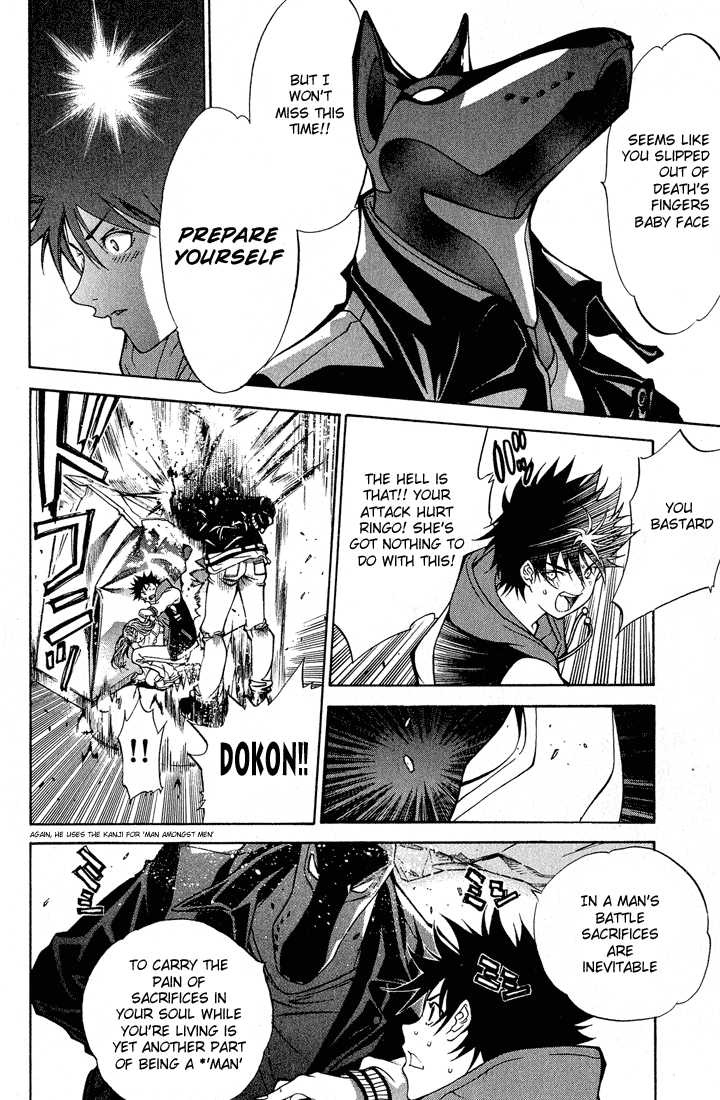 SEEMS LIKE
YOU SLIPPED
OUT OF
DEATH'S
FINGERS
BABY FACE
BUT I
WON'T
MISS THIS
TIME!!
PREPARE
YOURSELF
YOU
BASTARD
THE HELL
IS
THAT!! YOUR
ATTACK HURT
RINGO! SHE'S
GOT NOTHING
TO DO WITH THIS!
ドゴン
!!
DOKON!!
AGAIN, HE USES THE KANJI FOR 'MAN AMONGST MEN'
IN A MAN'S
BATTLE
SACRIFICES
ARE
INEVITABLE
TO CARRY THE
PAIN OF
SACRIFICES IN
YOUR SOUL WHILE
YOU'RE LIVING IS
YET ANOTHER PART
OF BEING A *'MAN'